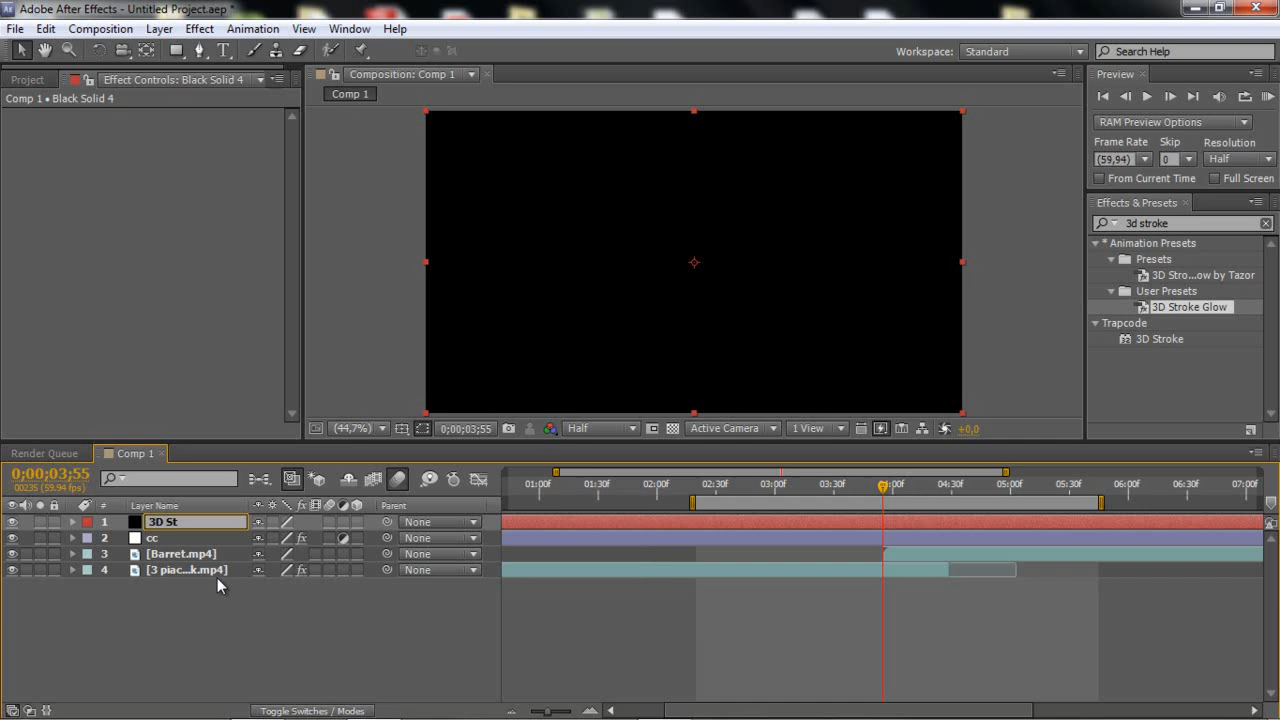 Adobe After Effects - Untitled Project.aep *
File Edit Composition Layer Effect Animation View Window Help
Workspace: Standard Search Help
Project Effect Controls: Black Solid 4 Composition: Comp 1 Preview
Comp 1 • Black Solid 4
Comp 1
RAM Preview Options
Frame Rate Skip Resolution
(59,94) 0 Half
From Current Time Full Screen
Effects & Presets
3d stroke
* Animation Presets
Presets
3D Stro...ow by Tazor
User Presets
3D Stroke Glow
Trapcode
3D Stroke
(44,7%) 0;00;03;55 Half Active Camera 1 View +0,0
Render Queue Comp 1
0;00;03;55
00235 (59.94 fps)
01:00f 01:30f 02:00f 02:30f 03:00f 03:30f 04:00f 04:30f 05:00f 05:30f 06:00f 06:30f 07:00f
# Layer Name Parent
1 3D St None
2 cc None
3 [Barret.mp4] None
4 [3 piac...k.mp4] None
Toggle Switches / Modes